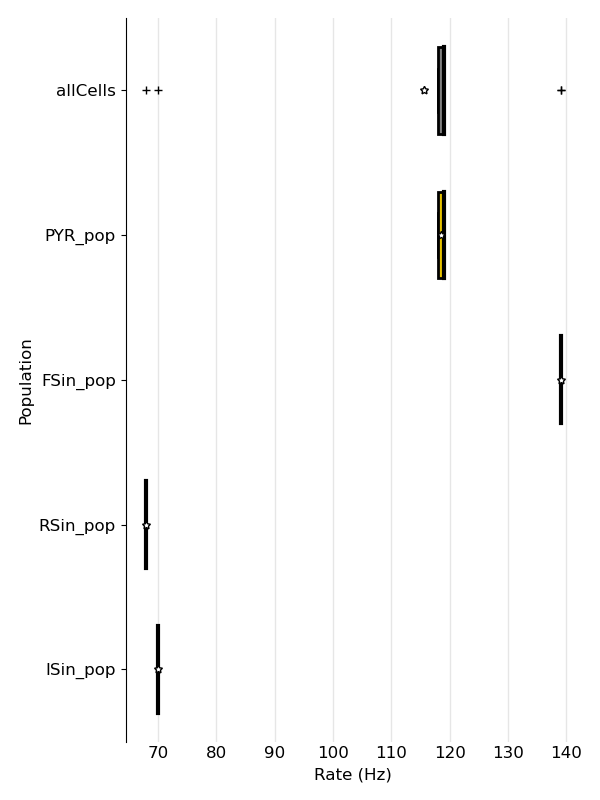 allCells
PYR_pop
FSin_pop
RSin_pop
ISin_pop
Population
70 80 90 100 110 120 130 140
Rate (Hz)